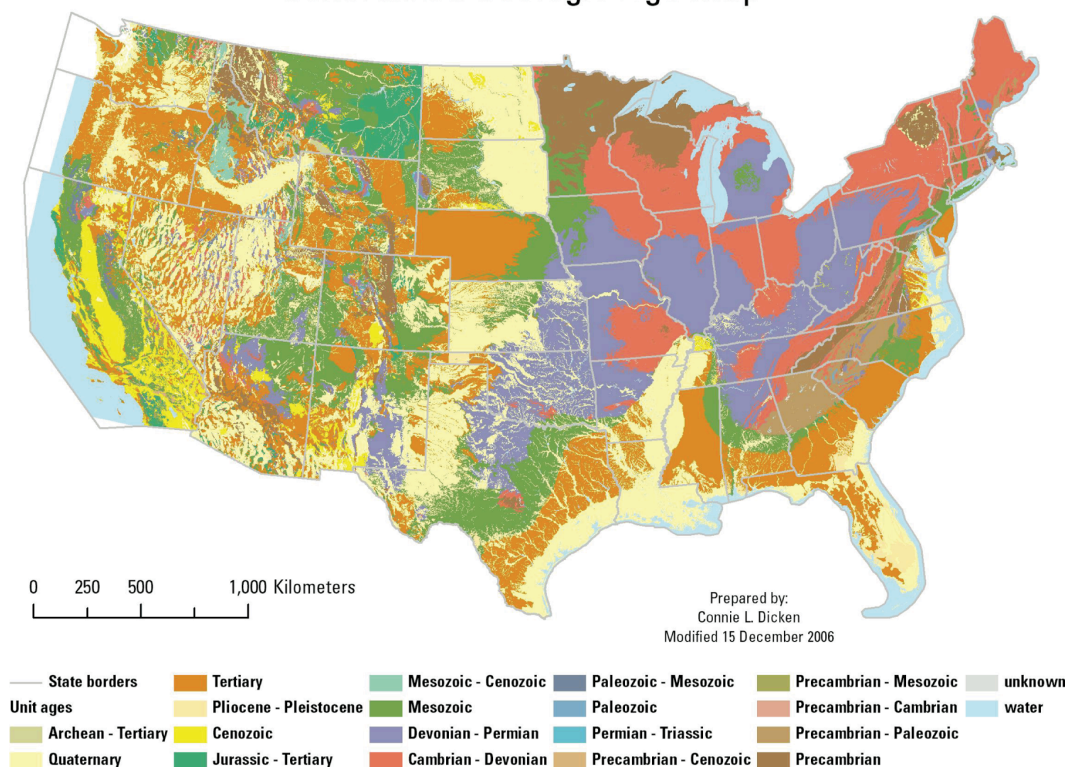 0 250 500 1,000 Kilometers
Prepared by:
Connie L. Dicken
Modified 15 December 2006
State borders
Unit ages
Archean - Tertiary
Quaternary
Tertiary
Pliocene - Pleistocene
Cenozoic
Jurassic - Tertiary
Mesozoic - Cenozoic
Mesozoic
Devonian - Permian
Cambrian - Devonian
Paleozoic - Mesozoic
Paleozoic
Permian - Triassic
Precambrian - Cenozoic
Precambrian - Mesozoic
Precambrian - Cambrian
Precambrian - Paleozoic
Precambrian
unknown
water